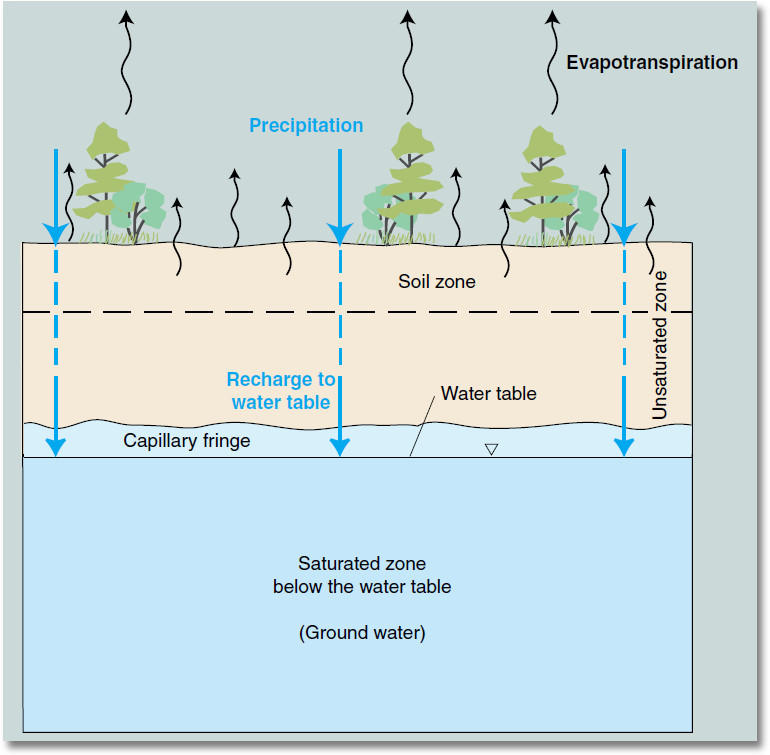 Evapotranspiration
Precipitation
Soil zone
Unsaturated zone
Recharge to
water table
Water table
Capillary fringe
Saturated zone
below the water table
(Ground water)